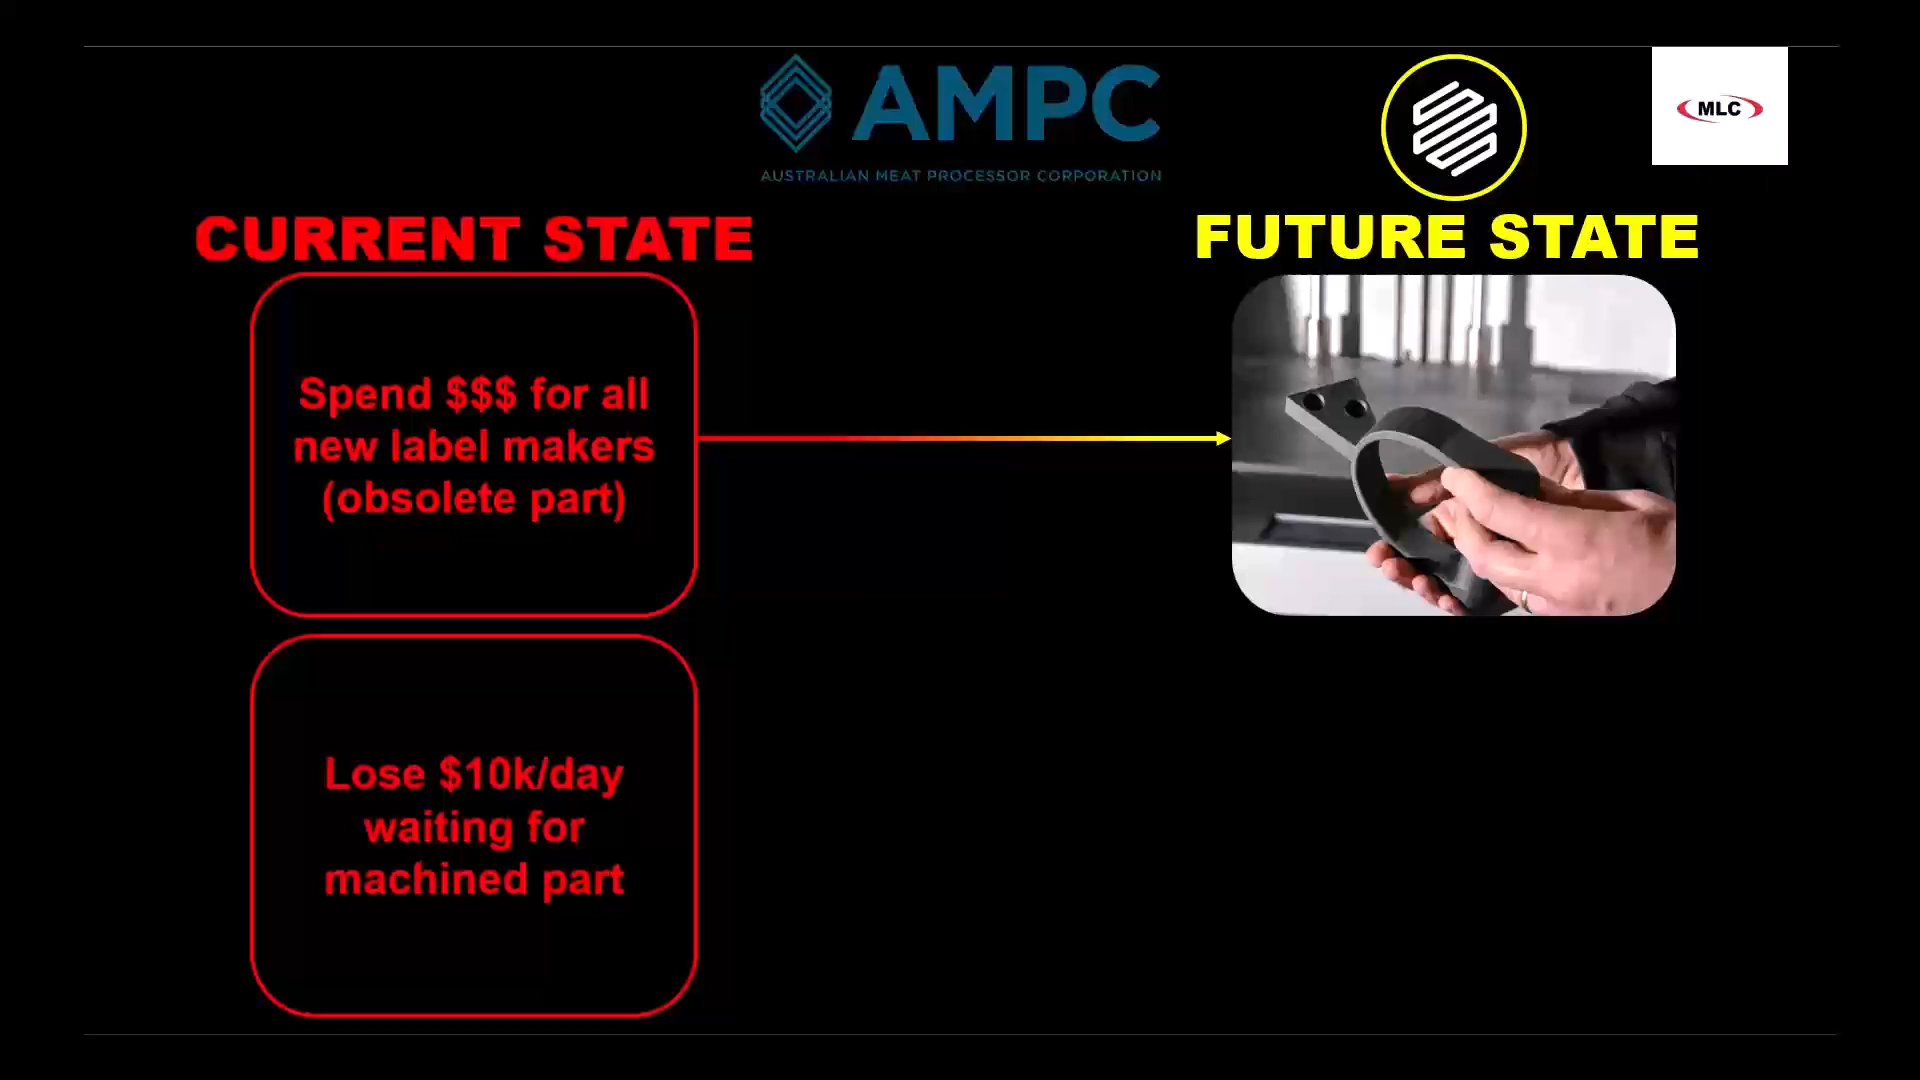 AMPC
AUSTRALIAN MEAT PROCESSOR CORPORATION
MLC
CURRENT STATE
FUTURE STATE
Spend $$$ for all
new label makers
(obsolete part)
Lose $10k/day
waiting for
machined part